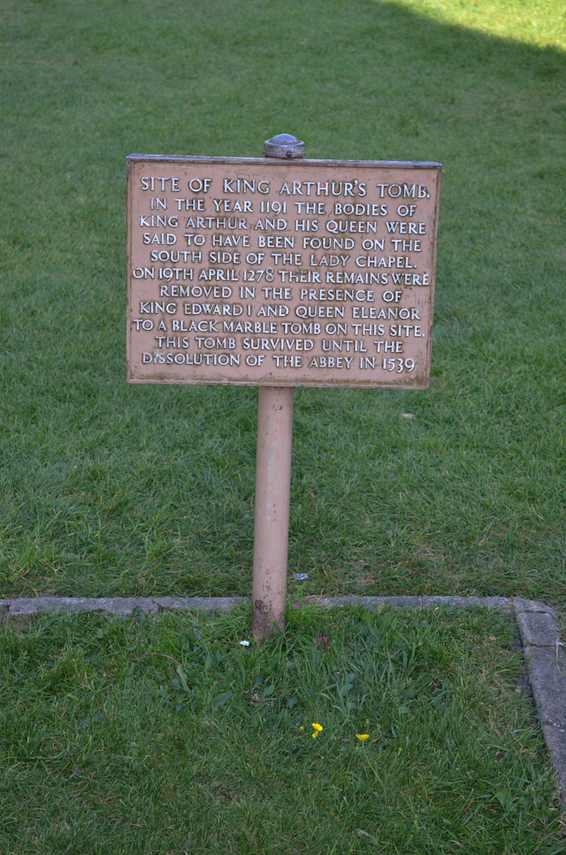 SITE OF KING ARTHUR'S TOMB.
IN THE YEAR 1191 THE BODIES OF
KING ARTHUR AND HIS QUEEN WERE
SAID TO HAVE BEEN FOUND ON THE
SOUTH SIDE OF THE LADY CHAPEL.
ON 19TH APRIL 1278 THEIR REMAINS WERE
REMOVED IN THE PRESENCE OF
KING EDWARD I AND QUEEN ELEANOR
TO A BLACK MARBLE TOMB ON THIS SITE.
THIS TOMB SURVIVED UNTIL THE
DISSOLUTION OF THE ABBEY IN 1539